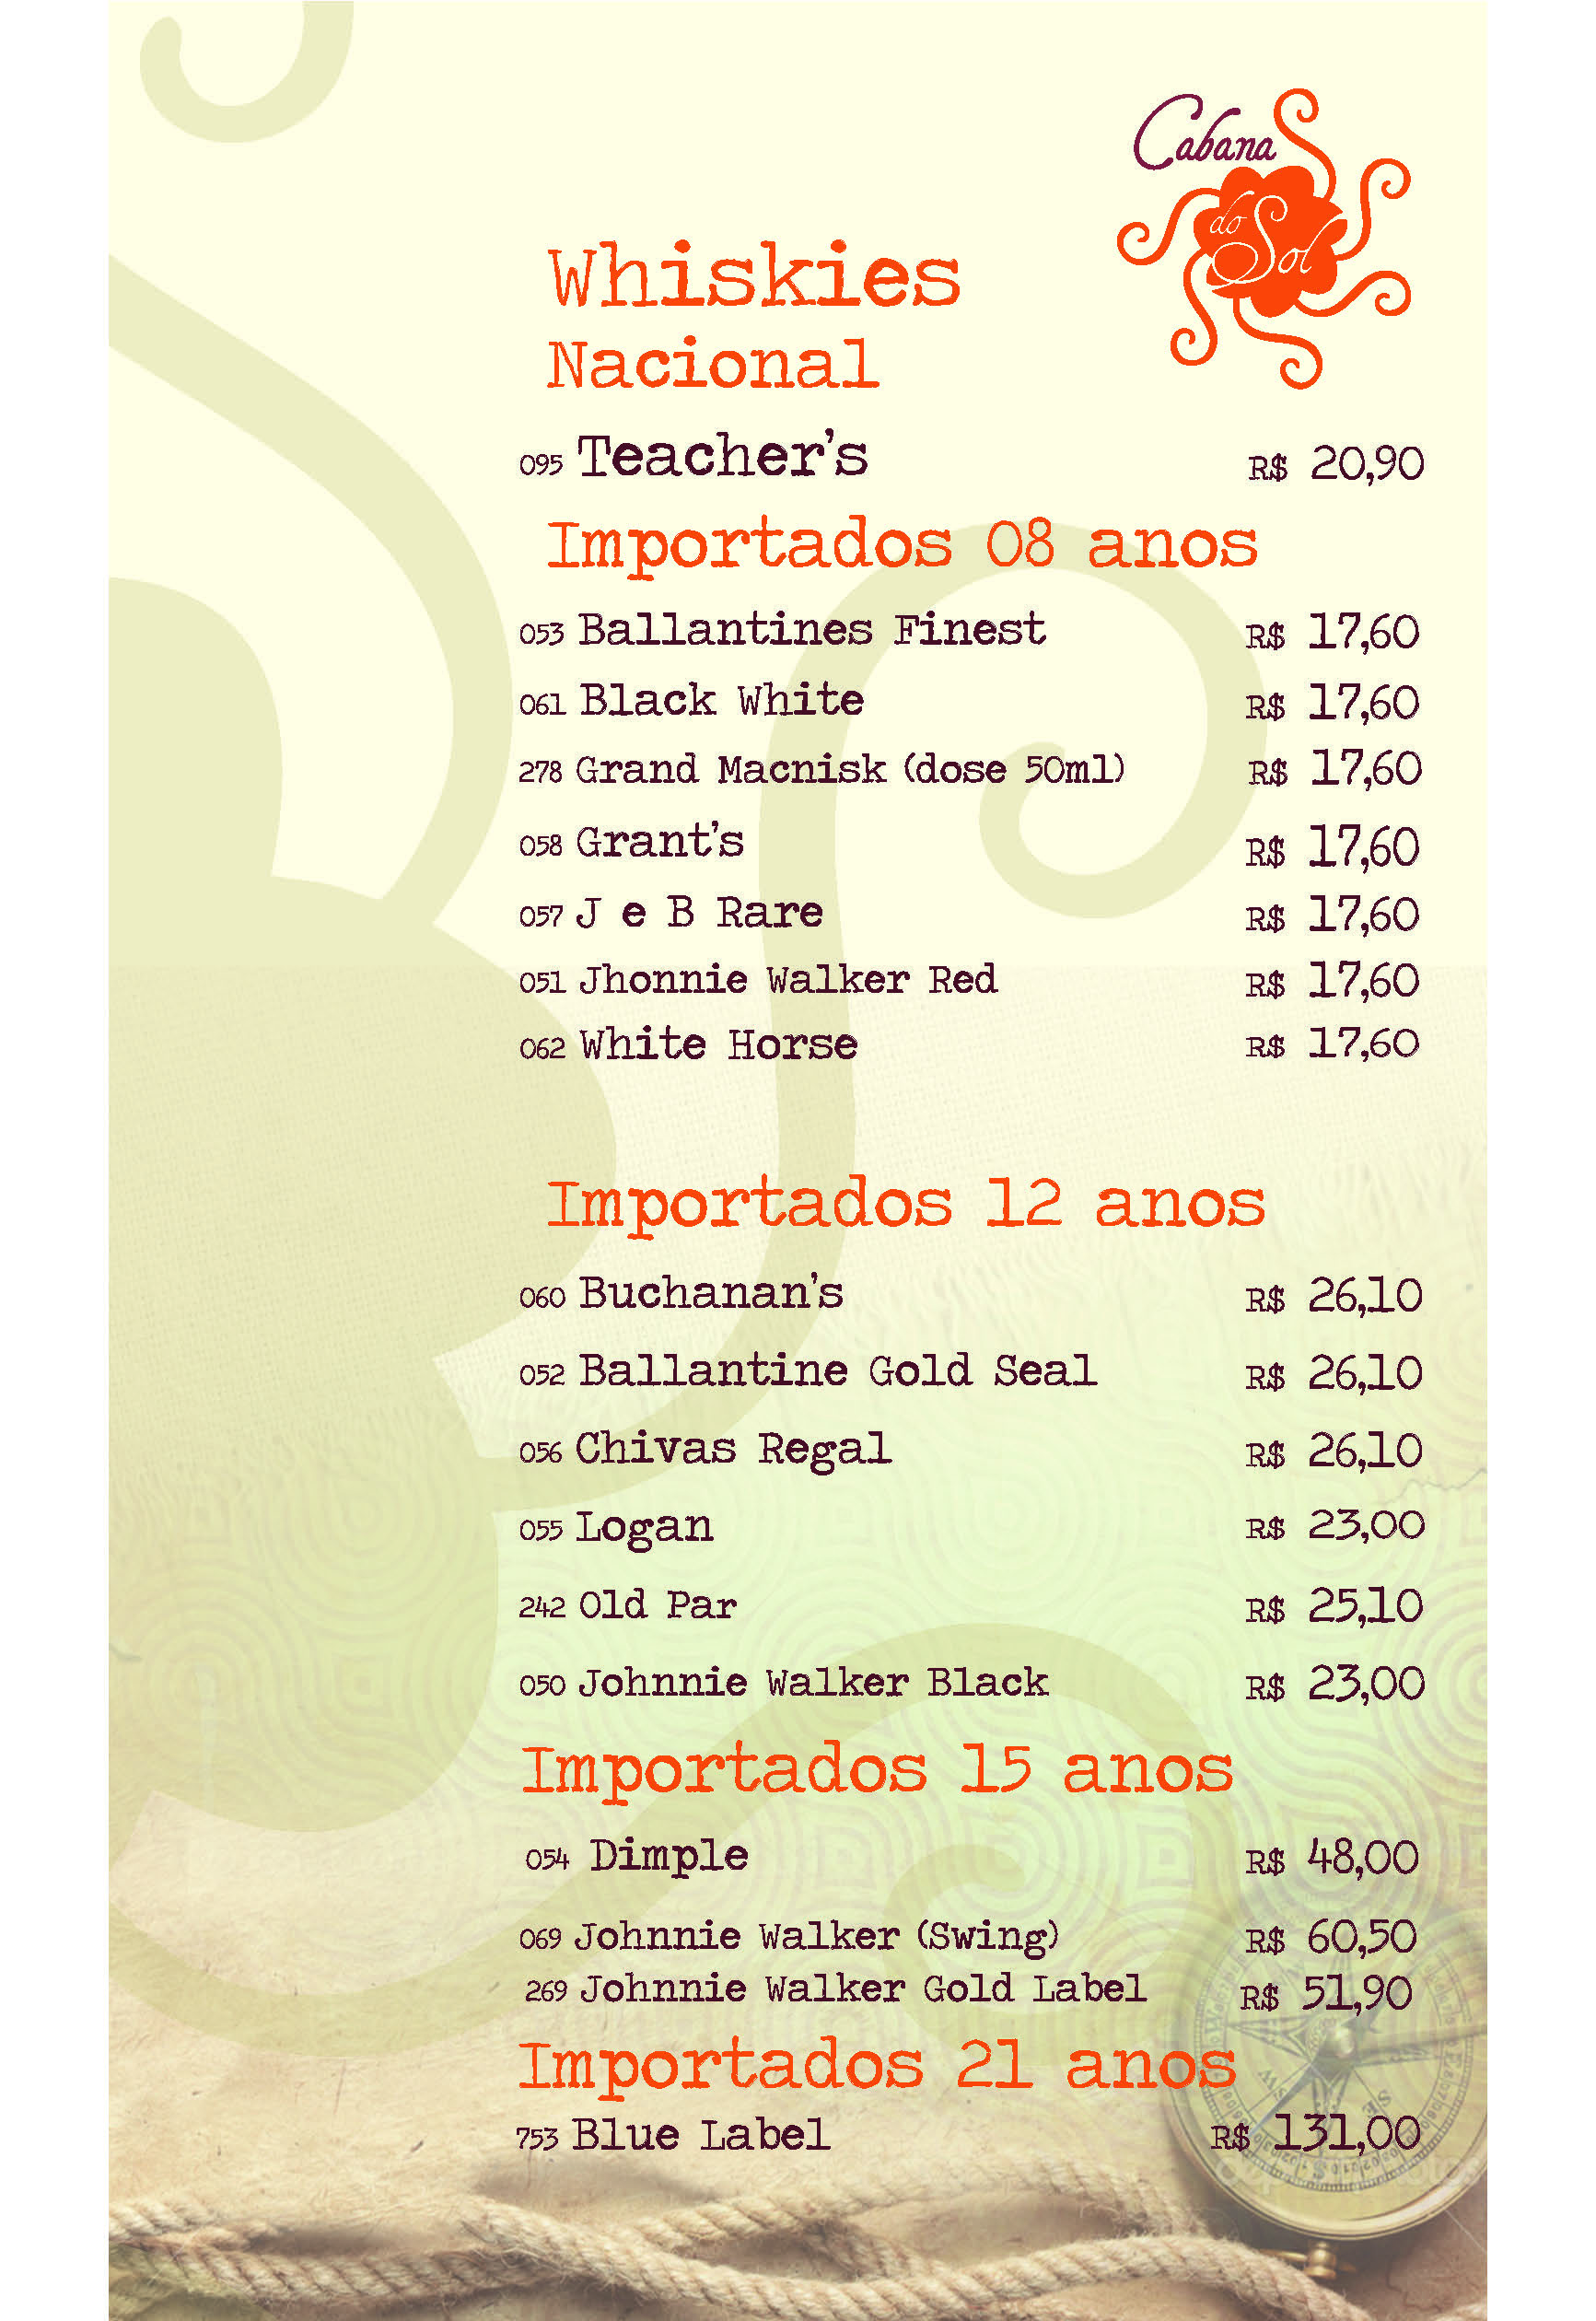 Cabana
do Sol
Whiskies
Nacional
095 Teacher's R$ 20,90
Importados 08 anos
053 Ballantines Finest R$ 17,60
061 Black White R$ 17,60
278 Grand Macnisk (dose 50ml) R$ 17,60
058 Grant's R$ 17,60
057 J e B Rare R$ 17,60
051 Jhonnie Walker Red R$ 17,60
062 White Horse R$ 17,60
Importados 12 anos
060 Buchanan's R$ 26,10
052 Ballantine Gold Seal R$ 26,10
056 Chivas Regal R$ 26,10
055 Logan R$ 23,00
242 Old Par R$ 25,10
050 Johnnie Walker Black R$ 23,00
Importados 15 anos
054 Dimple R$ 48,00
069 Johnnie Walker (Swing) R$ 60,50
269 Johnnie Walker Gold Label R$ 51,90
Importados 21 anos
753 Blue Label R$ 131,00